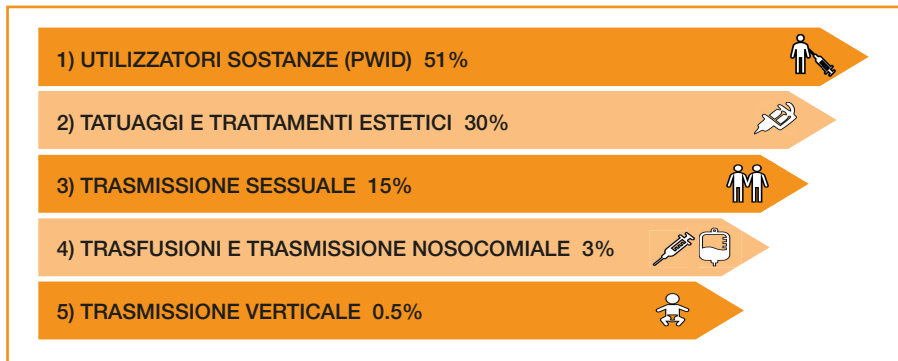 1) UTILIZZATORI SOSTANZE (PWID) 51%
2) TATUAGGI E TRATTAMENTI ESTETICI 30%
3) TRASMISSIONE SESSUALE 15%
4) TRASFUSIONI E TRASMISSIONE NOSOCOMIALE 3%
5) TRASMISSIONE VERTICALE 0.5%